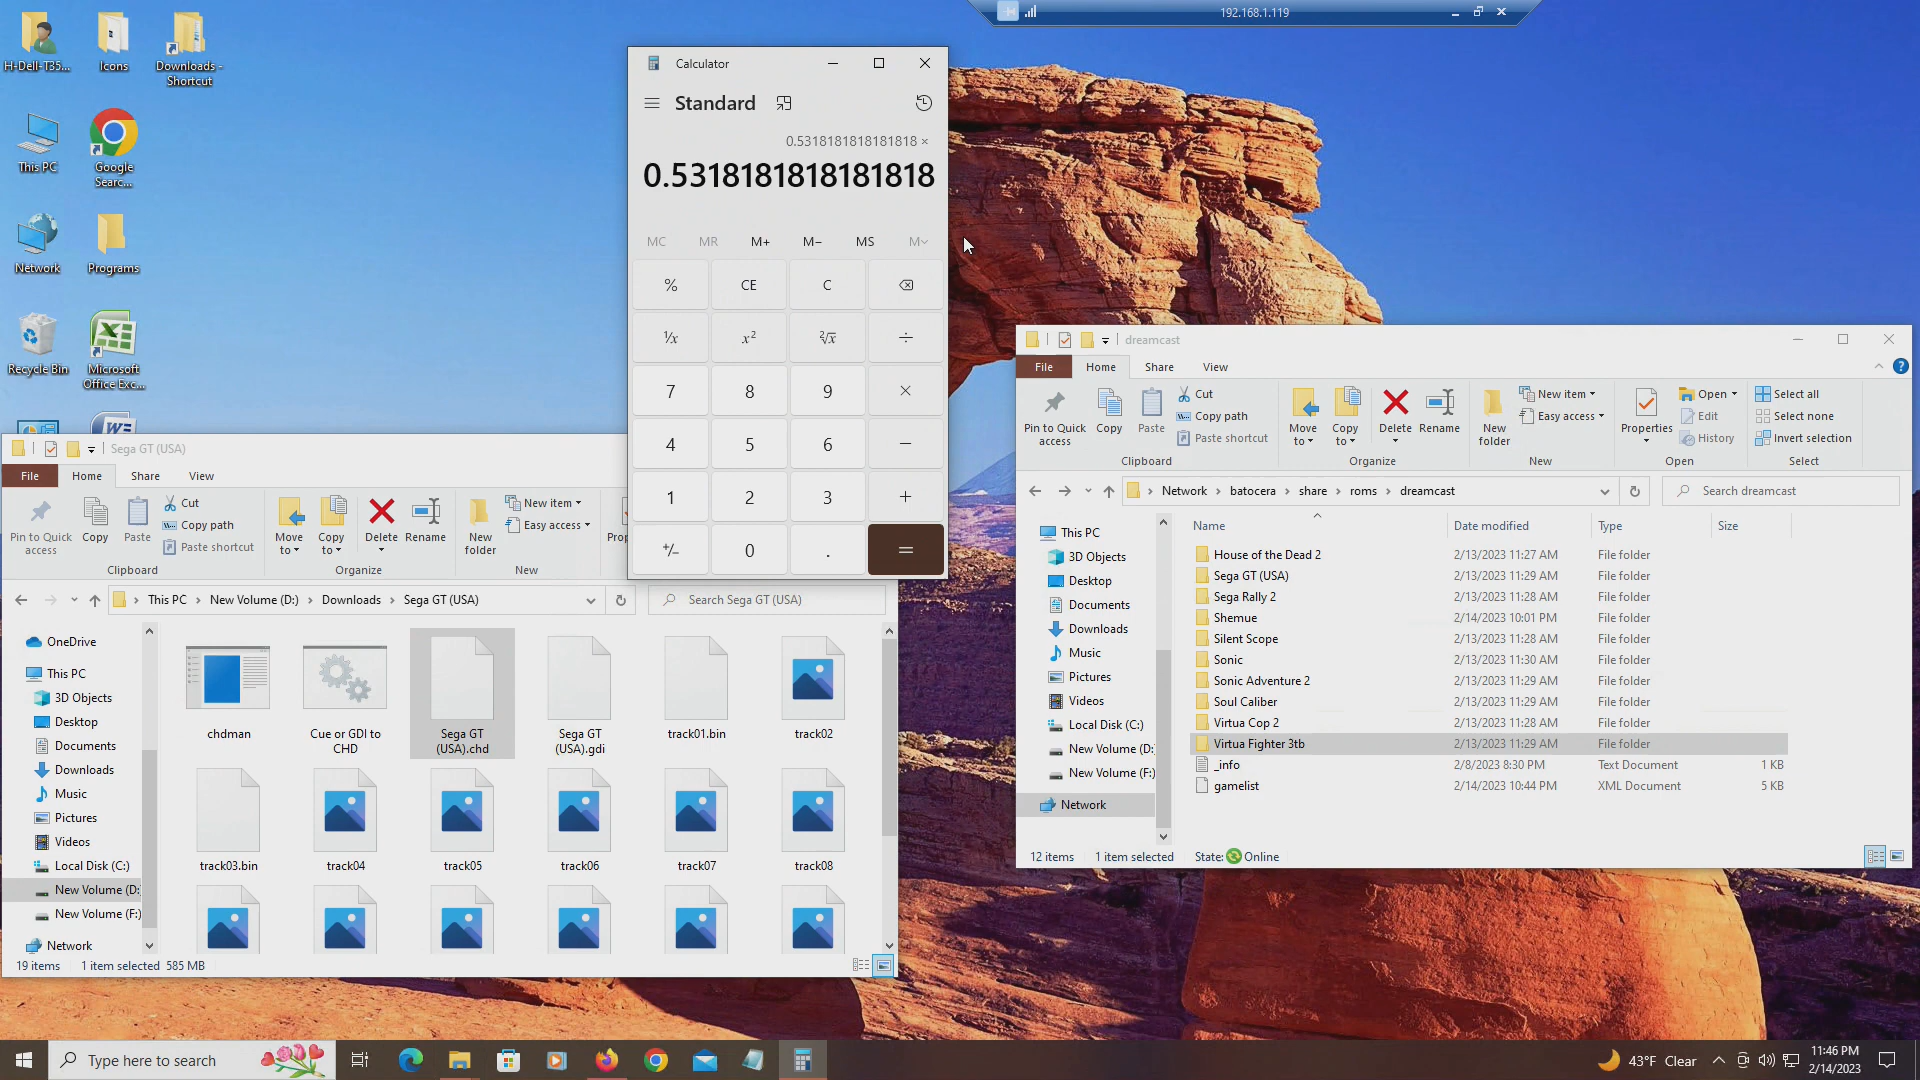 192.168.1.119
H-Dell-T35...
Icons
Downloads - Shortcut
This PC
Google Searc...
Network
Programs
Recycle Bin
Microsoft Office Exc...
Calculator
Standard
0.5318181818181818 ×
0.5318181818181818
MC MR M+ M− MS M
% CE C
¹/x x² ²√x ÷
7 8 9 ×
4 5 6 −
1 2 3 +
+/− 0 . =
Sega GT (USA)
File Home Share View
Pin to Quick access
Copy
Paste
Cut
Copy path
Paste shortcut
Move to
Copy to
Delete
Rename
New folder
New item
Easy access
Clipboard Organize New
This PC New Volume (D:) Downloads Sega GT (USA)
Search Sega GT (USA)
OneDrive
This PC
3D Objects
Desktop
Documents
Downloads
Music
Pictures
Videos
Local Disk (C:)
New Volume (D:
New Volume (F:)
Network
chdman
Cue or GDI to CHD
Sega GT (USA).chd
Sega GT (USA).gdi
track01.bin
track02
track03.bin
track04
track05
track06
track07
track08
19 items 1 item selected 585 MB
dreamcast
File Home Share View
Pin to Quick access
Copy
Paste
Cut
Copy path
Paste shortcut
Move to
Copy to
Delete
Rename
New folder
New item
Easy access
Properties
Open
Edit
History
Select all
Select none
Invert selection
Clipboard Organize New Open Select
Network batocera share roms dreamcast
Search dreamcast
This PC
3D Objects
Desktop
Documents
Downloads
Music
Pictures
Videos
Local Disk (C:)
New Volume (D:
New Volume (F:)
Network
Name Date modified Type Size
House of the Dead 2 2/13/2023 11:27 AM File folder
Sega GT (USA) 2/13/2023 11:29 AM File folder
Sega Rally 2 2/13/2023 11:28 AM File folder
Shemue 2/14/2023 10:01 PM File folder
Silent Scope 2/13/2023 11:28 AM File folder
Sonic 2/13/2023 11:30 AM File folder
Sonic Adventure 2 2/13/2023 11:29 AM File folder
Soul Caliber 2/13/2023 11:29 AM File folder
Virtua Cop 2 2/13/2023 11:28 AM File folder
Virtua Fighter 3tb 2/13/2023 11:29 AM File folder
_info 2/8/2023 8:30 PM Text Document 1 KB
gamelist 2/14/2023 10:44 PM XML Document 5 KB
12 items 1 item selected State: Online
Type here to search
43°F Clear
11:46 PM
2/14/2023